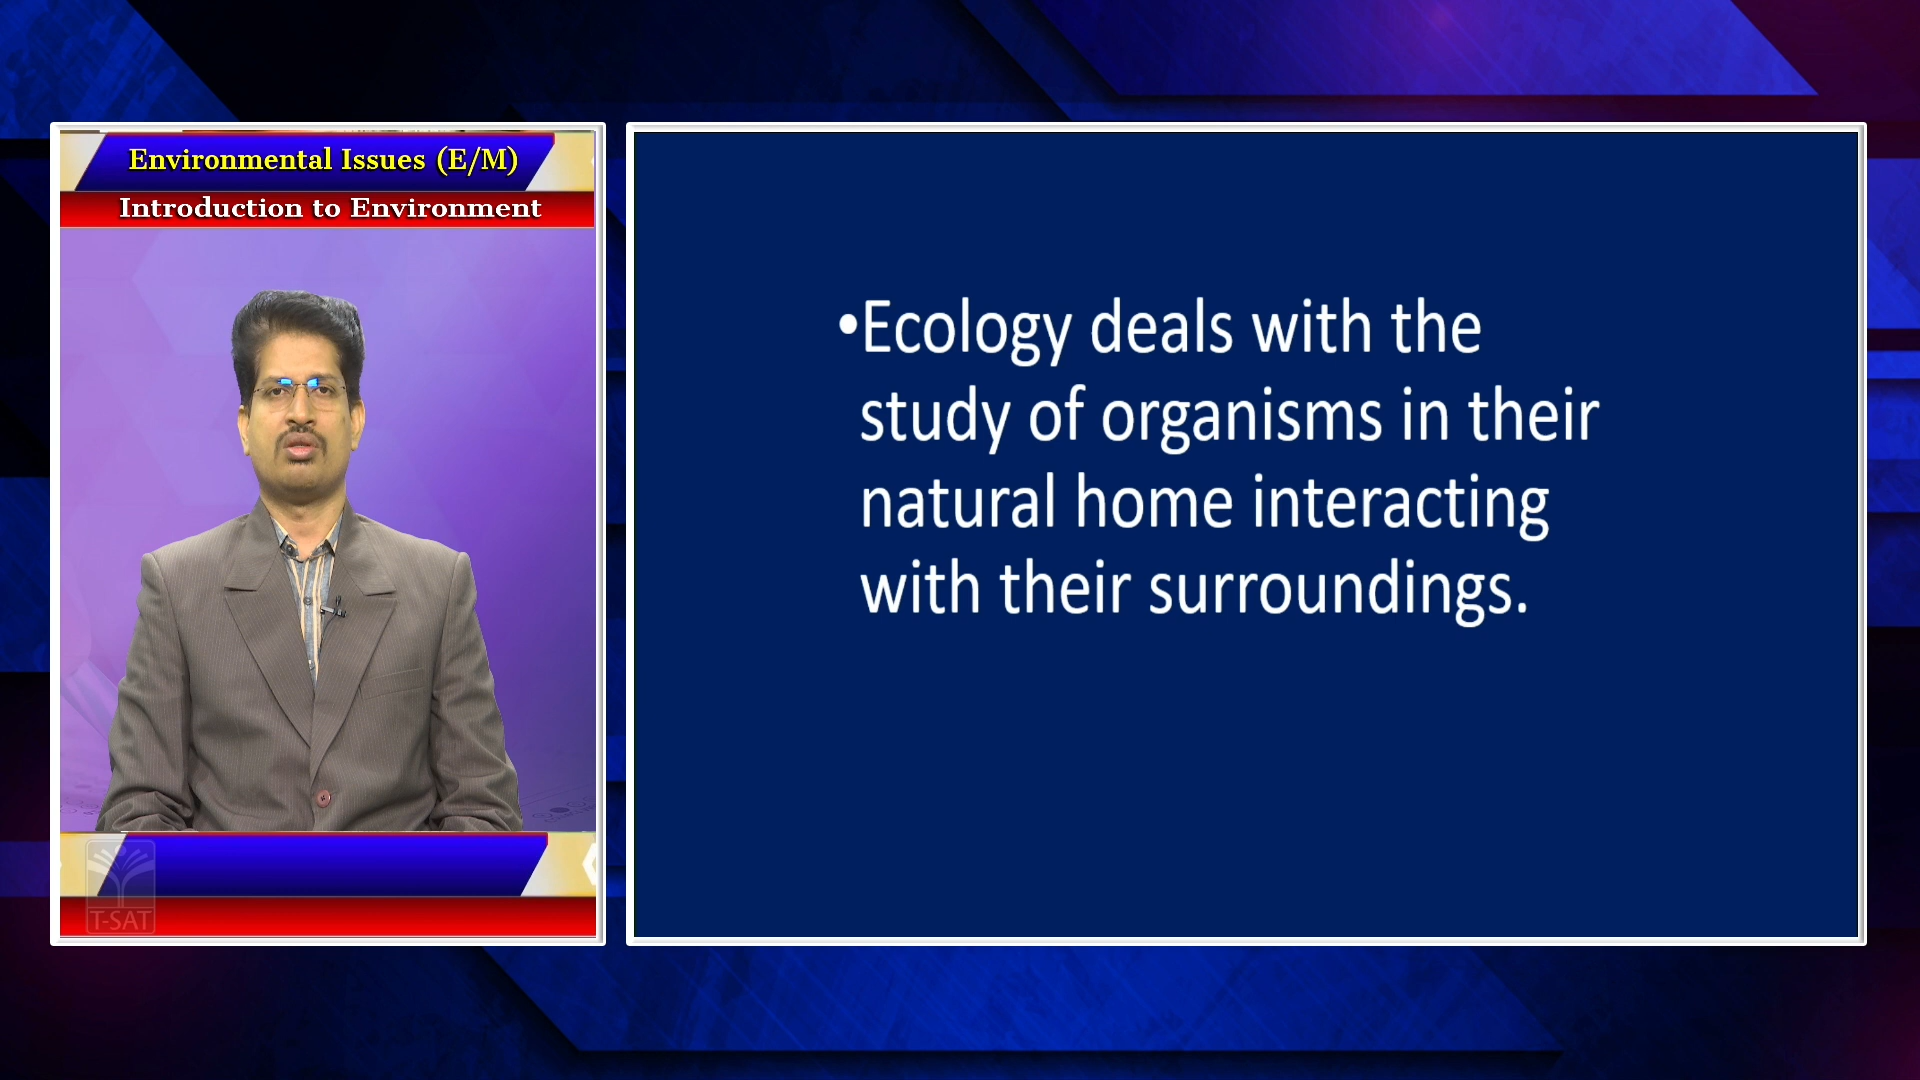 Environmental Issues (E/M)
Introduction to Environment
•Ecology deals with the
study of organisms in their
natural home interacting
with their surroundings.
T-SAT